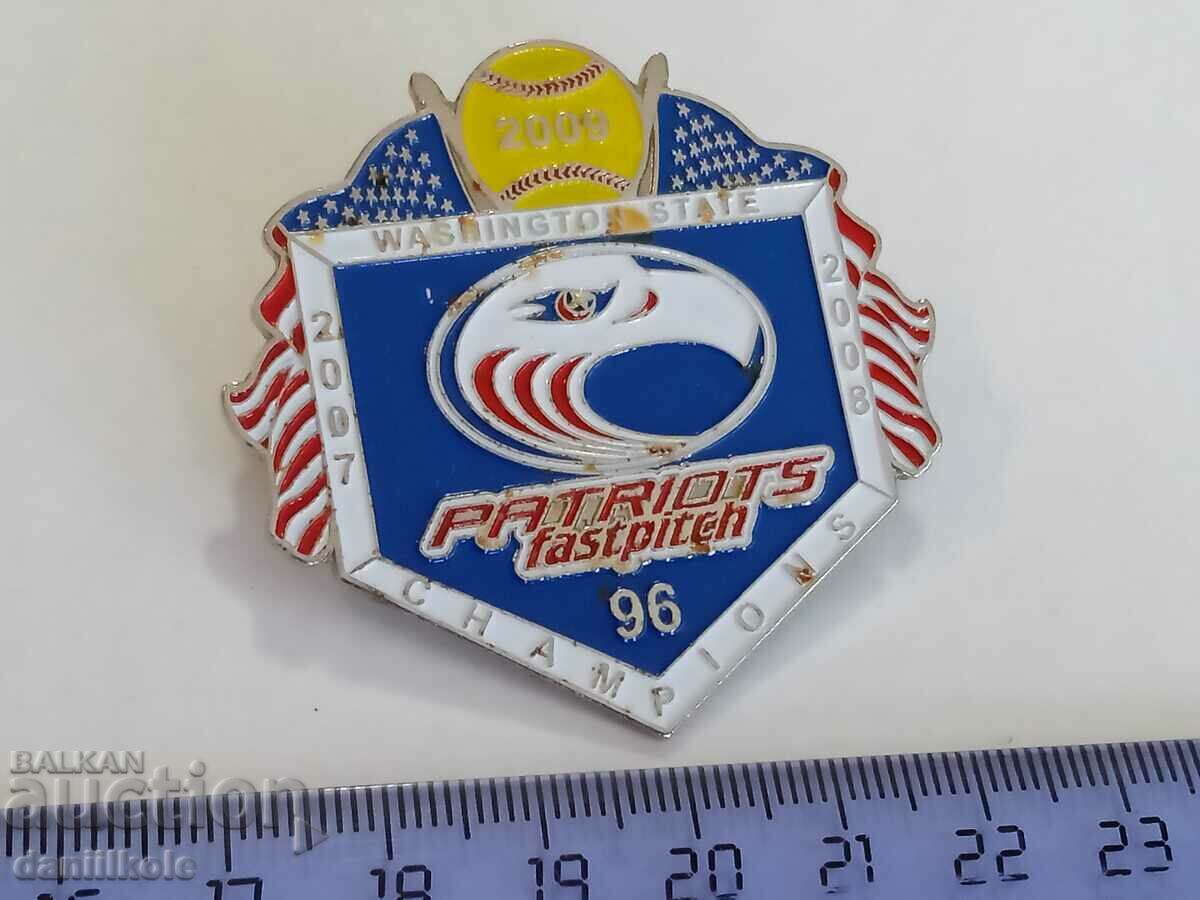 2009
WASHINGTON STATE
2007
2008
PATRIOTS
fastpitch
96
CHAMPIONS
BALKAN
auction
daniilkole
16 17 18 19 20 21 22 23